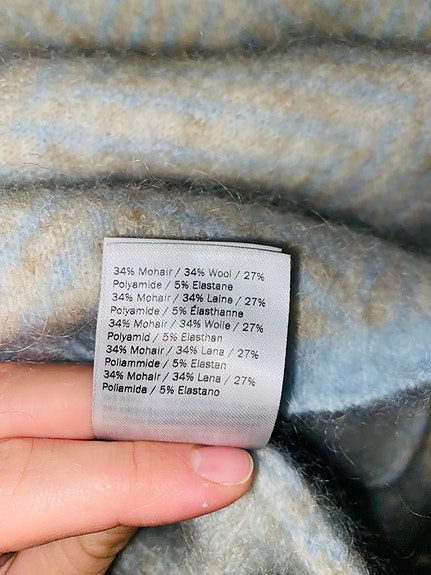 34% Mohair / 34% Wool / 27%
Polyamide / 5% Elastane
34% Mohair / 34% Laine / 27%
Polyamide / 5% Élasthanne
34% Mohair / 34% Wolle / 27%
Polyamid / 5% Elasthan
34% Mohair / 34% Lana / 27%
Poliammide / 5% Elastan
34% Mohair / 34% Lana / 27%
Poliamida / 5% Elastano